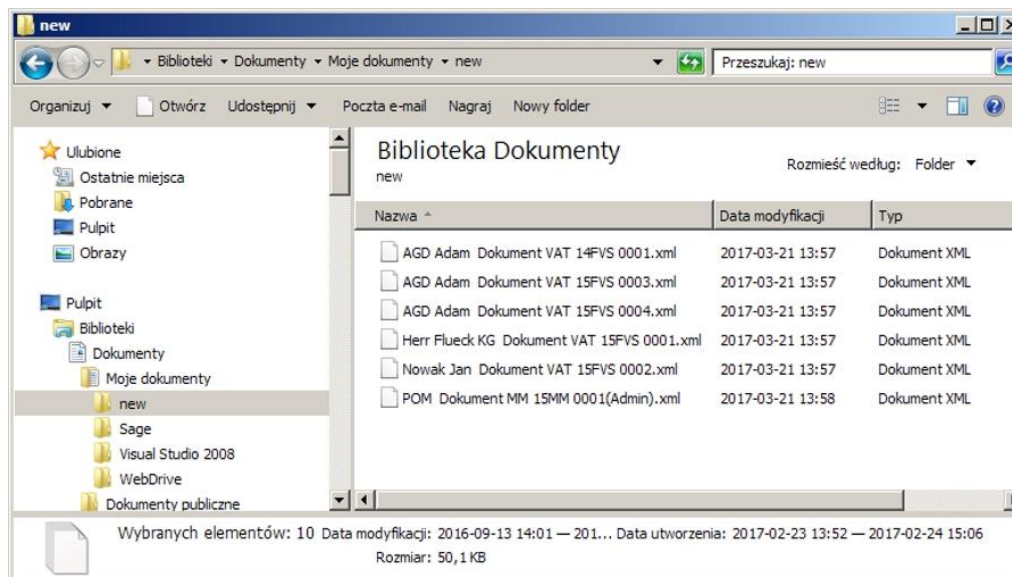 new
Biblioteki Dokumenty Moje dokumenty new
Przeszukaj: new
Organizuj Otwórz Udostępnij Poczta e-mail Nagraj Nowy folder
Ulubione
Ostatnie miejsca
Pobrane
Pulpit
Obrazy
Pulpit
Biblioteki
Dokumenty
Moje dokumenty
new
Sage
Visual Studio 2008
WebDrive
Dokumenty publiczne
Biblioteka Dokumenty
new
Rozmieść według: Folder
Nazwa Data modyfikacji Typ
AGD Adam Dokument VAT 14FVS 0001.xml 2017-03-21 13:57 Dokument XML
AGD Adam Dokument VAT 15FVS 0003.xml 2017-03-21 13:57 Dokument XML
AGD Adam Dokument VAT 15FVS 0004.xml 2017-03-21 13:57 Dokument XML
Herr Flueck KG Dokument VAT 15FVS 0001.xml 2017-03-21 13:57 Dokument XML
Nowak Jan Dokument VAT 15FVS 0002.xml 2017-03-21 13:57 Dokument XML
POM Dokument MM 15MM 0001(Admin).xml 2017-03-21 13:58 Dokument XML
Wybranych elementów: 10 Data modyfikacji: 2016-09-13 14:01 — 201... Data utworzenia: 2017-02-23 13:52 — 2017-02-24 15:06
Rozmiar: 50,1 KB